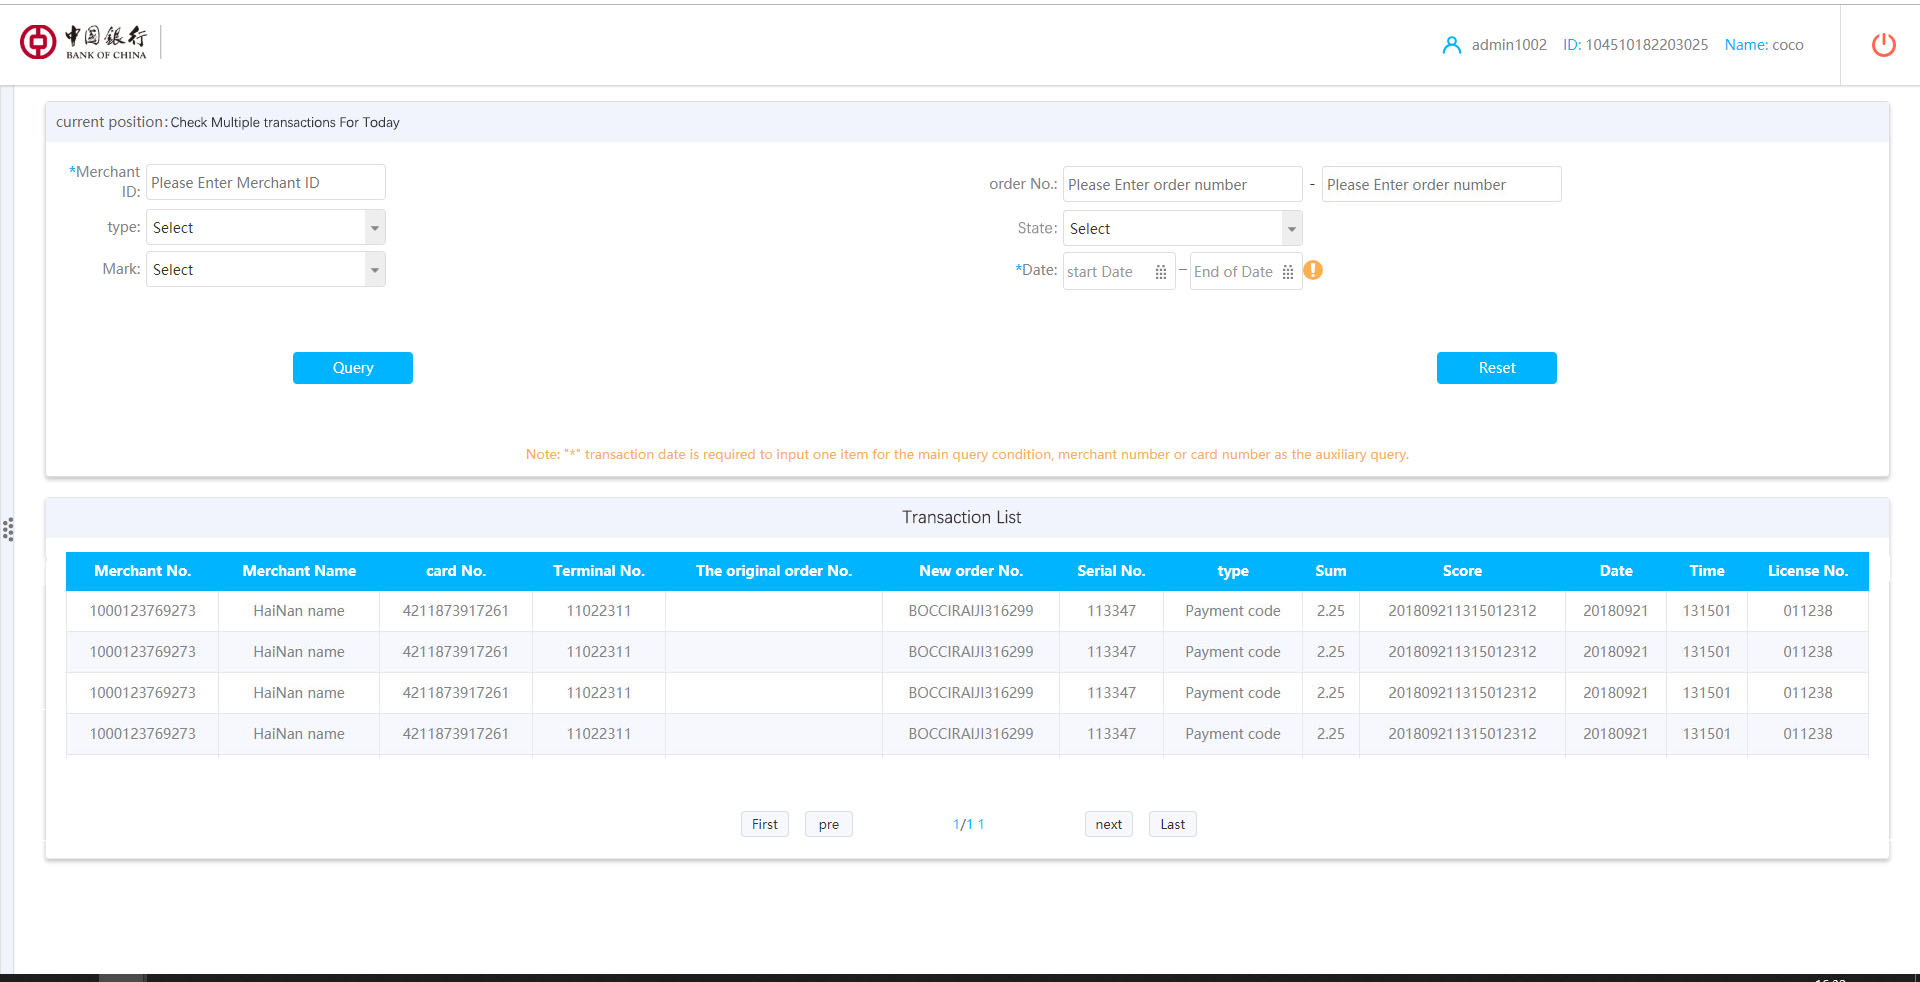 中国銀行
BANK OF CHINA
admin1002 ID: 104510182203025 Name: coco
current position: Check Multiple transactions For Today
*Merchant ID: Please Enter Merchant ID
order No.: Please Enter order number - Please Enter order number
type: Select
State: Select
Mark: Select
*Date: start Date – End of Date
Query
Reset
Note: "*" transaction date is required to input one item for the main query condition, merchant number or card number as the auxiliary query.
Transaction List
Merchant No. Merchant Name card No. Terminal No. The original order No. New order No. Serial No. type Sum Score Date Time License No.
1000123769273 HaiNan name 4211873917261 11022311 BOCCIRAIJI316299 113347 Payment code 2.25 201809211315012312 20180921 131501 011238
1000123769273 HaiNan name 4211873917261 11022311 BOCCIRAIJI316299 113347 Payment code 2.25 201809211315012312 20180921 131501 011238
1000123769273 HaiNan name 4211873917261 11022311 BOCCIRAIJI316299 113347 Payment code 2.25 201809211315012312 20180921 131501 011238
1000123769273 HaiNan name 4211873917261 11022311 BOCCIRAIJI316299 113347 Payment code 2.25 201809211315012312 20180921 131501 011238
First pre 1/1 1 next Last